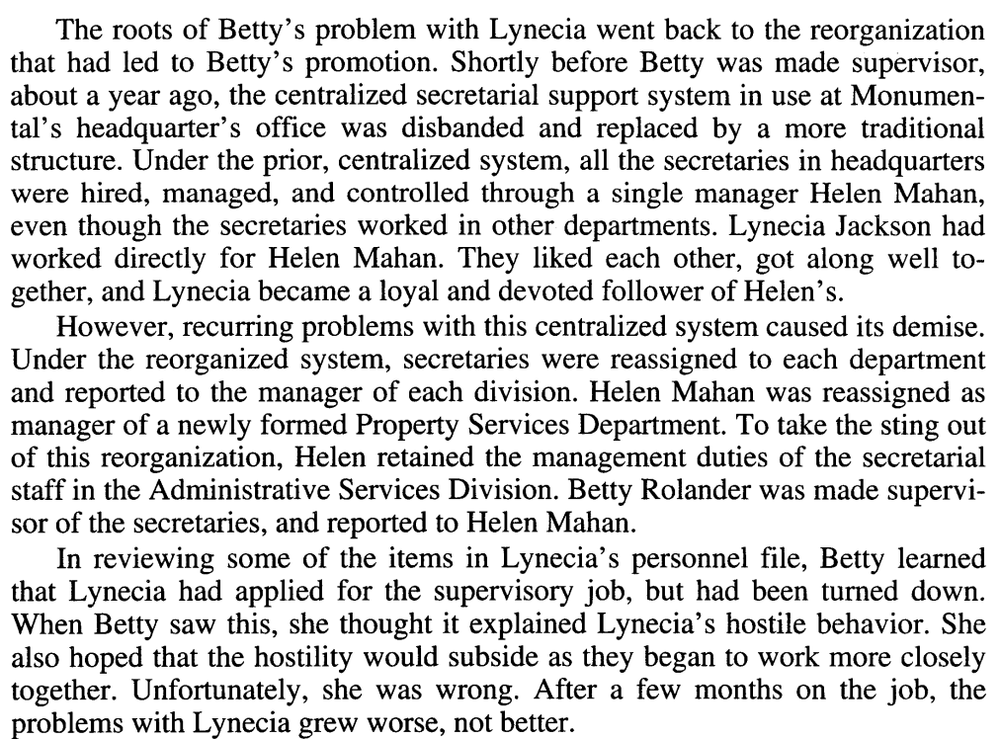 The roots of Betty's problem with Lynecia went back to the reorganization
that had led to Betty's promotion. Shortly before Betty was made supervisor,
about a year ago, the centralized secretarial support system in use at Monumen-
tal's headquarter's office was disbanded and replaced by a more traditional
structure. Under the prior, centralized system, all the secretaries in headquarters
were hired, managed, and controlled through a single manager Helen Mahan,
even though the secretaries worked in other departments. Lynecia Jackson had
worked directly for Helen Mahan. They liked each other, got along well to-
gether, and Lynecia became a loyal and devoted follower of Helen's.
However, recurring problems with this centralized system caused its demise.
Under the reorganized system, secretaries were reassigned to each department
and reported to the manager of each division. Helen Mahan was reassigned as
manager of a newly formed Property Services Department. To take the sting out
of this reorganization, Helen retained the management duties of the secretarial
staff in the Administrative Services Division. Betty Rolander was made supervi-
sor of the secretaries, and reported to Helen Mahan.
In reviewing some of the items in Lynecia's personnel file, Betty learned
that Lynecia had applied for the supervisory job, but had been turned down.
When Betty saw this, she thought it explained Lynecia's hostile behavior. She
also hoped that the hostility would subside as they began to work more closely
together. Unfortunately, she was wrong. After a few months on the job, the
problems with Lynecia grew worse, not better.